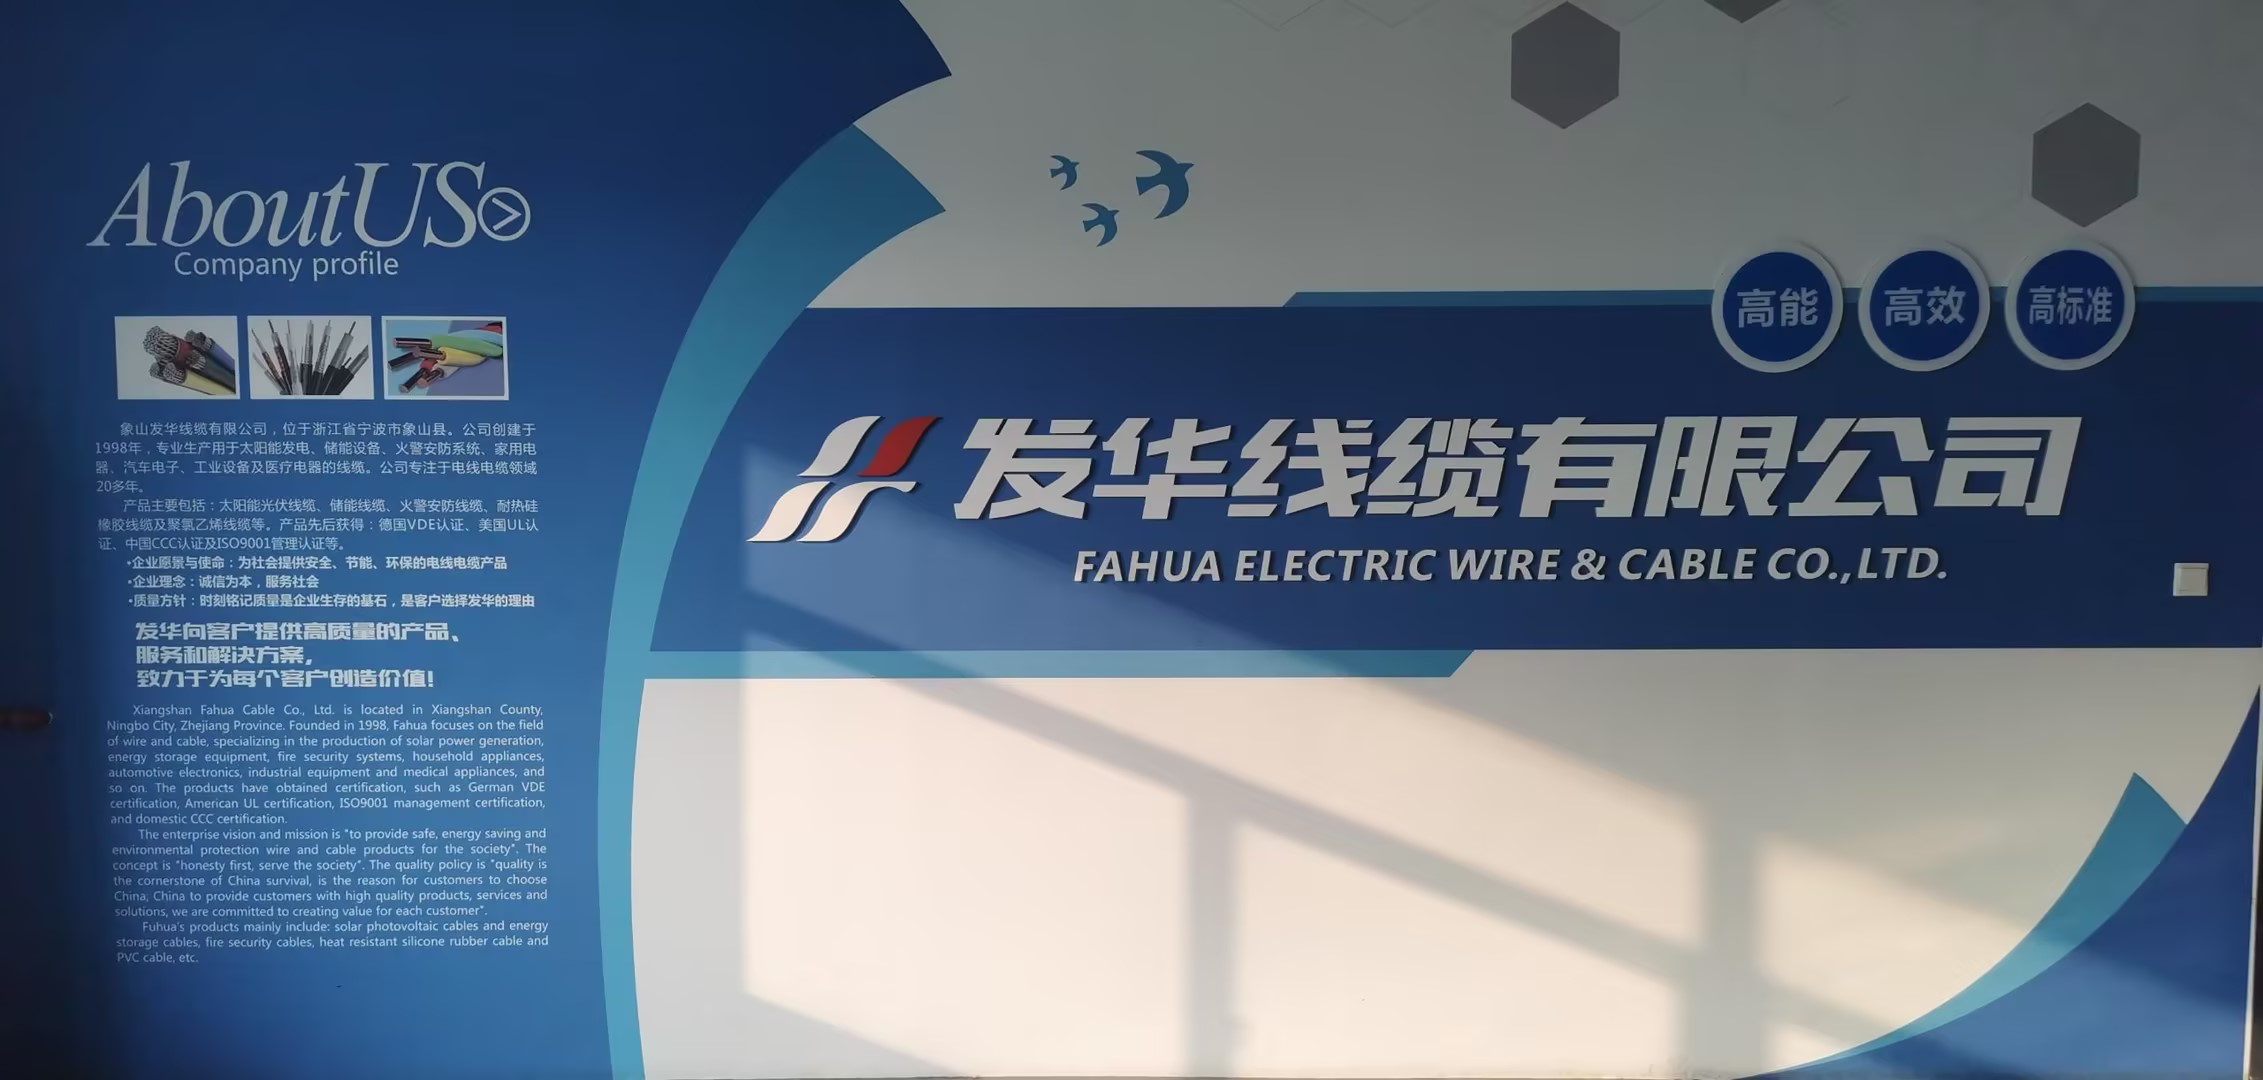 AboutUS
Company profile
象山发华线缆有限公司，位于浙江省宁波市象山县。公司创建于
1998年，专业生产用于太阳能发电、储能设备、火警安防系统、家用电
器、汽车电子、工业设备及医疗电器的线缆。公司专注于电线电缆领域
20多年。
产品主要包括：太阳能光伏线缆、储能线缆、火警安防线缆、耐热硅
橡胶线缆及聚氯乙烯线缆等。产品先后获得：德国VDE认证、美国UL认
证、中国CCC认证及ISO9001管理认证等。
·企业愿景与使命：为社会提供安全、节能、环保的电线电缆产品
·企业理念：诚信为本，服务社会
·质量方针：时刻铭记质量是企业生存的基石，是客户选择发华的理由
发华向客户提供高质量的产品、
服务和解决方案，
致力于为每个客户创造价值！
Xiangshan Fahua Cable Co., Ltd. is located in Xiangshan County,
Ningbo City, Zhejiang Province. Founded in 1998, Fahua focuses on the field
of wire and cable, specializing in the production of solar power generation,
energy storage equipment, fire security systems, household appliances,
automotive electronics, industrial equipment and medical appliances, and
so on. The products have obtained certification, such as German VDE
certification, American UL certification, ISO9001 management certification,
and domestic CCC certification.
The enterprise vision and mission is "to provide safe, energy saving and
environmental protection wire and cable products for the society". The
concept is "honesty first, serve the society". The quality policy is "quality is
the cornerstone of China survival, is the reason for customers to choose
China, China to provide customers with high quality products, services and
solutions, we are committed to creating value for each customer".
Fuhua's products mainly include: solar photovoltaic cables and energy
storage cables, fire security cables, heat resistant silicone rubber cable and
PVC cable, etc.
高能
高效
高标准
发华线缆有限公司
FAHUA ELECTRIC WIRE & CABLE CO.,LTD.